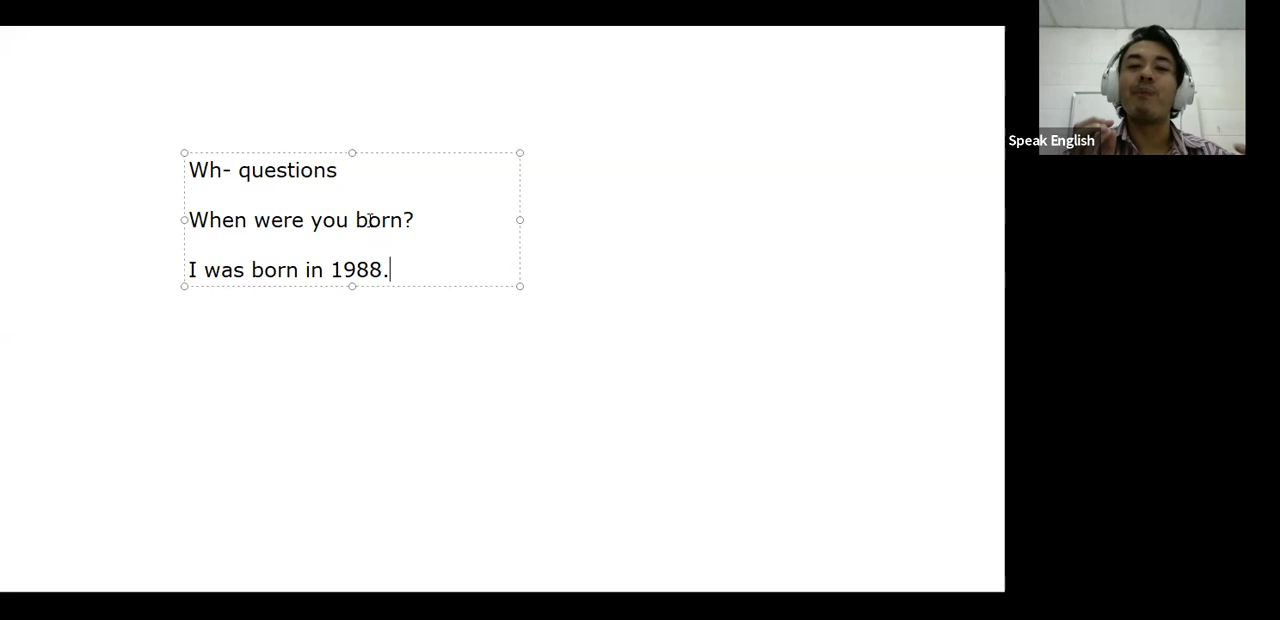 Wh- questions
When were you born?
I was born in 1988.
Speak English